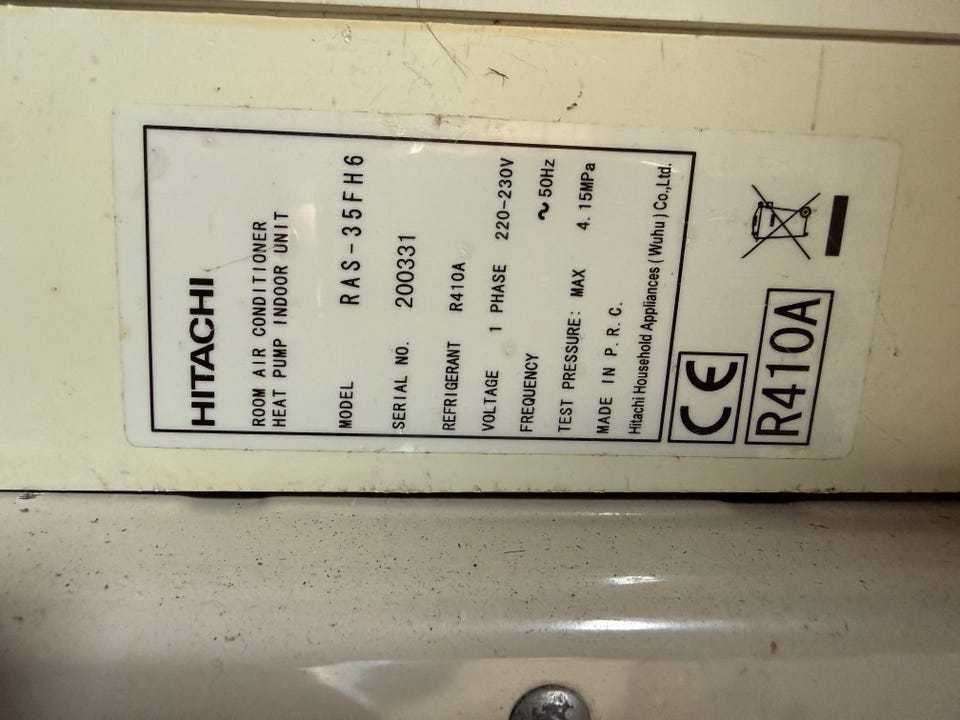 HITACHI
ROOM AIR CONDITIONER
HEAT PUMP INDOOR UNIT
MODEL RAS-35FH6
SERIAL NO. 200331
REFRIGERANT R410A
VOLTAGE 1 PHASE 220-230V
FREQUENCY ~50Hz
TEST PRESSURE: MAX 4.15MPa
MADE IN P.R.C.
Hitachi Household Appliances (Wuhu) Co.,Ltd.
CE
R410A